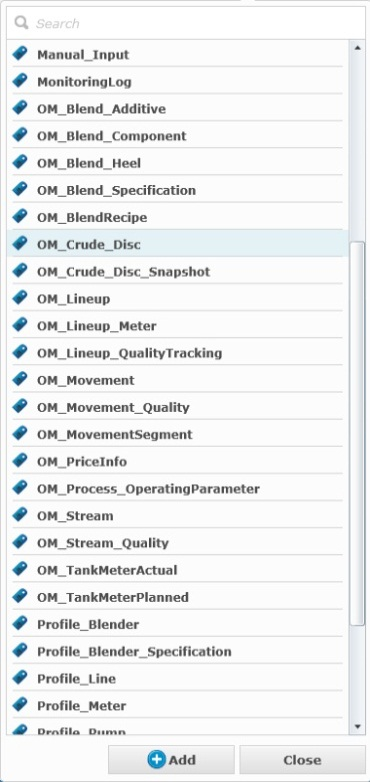 Search
Manual_Input
MonitoringLog
OM_Blend_Additive
OM_Blend_Component
OM_Blend_Heel
OM_Blend_Specification
OM_BlendRecipe
OM_Crude_Disc
OM_Crude_Disc_Snapshot
OM_Lineup
OM_Lineup_Meter
OM_Lineup_QualityTracking
OM_Movement
OM_Movement_Quality
OM_MovementSegment
OM_PriceInfo
OM_Process_OperatingParameter
OM_Stream
OM_Stream_Quality
OM_TankMeterActual
OM_TankMeterPlanned
Profile_Blender
Profile_Blender_Specification
Profile_Line
Profile_Meter
Profile_Pump
Add Close